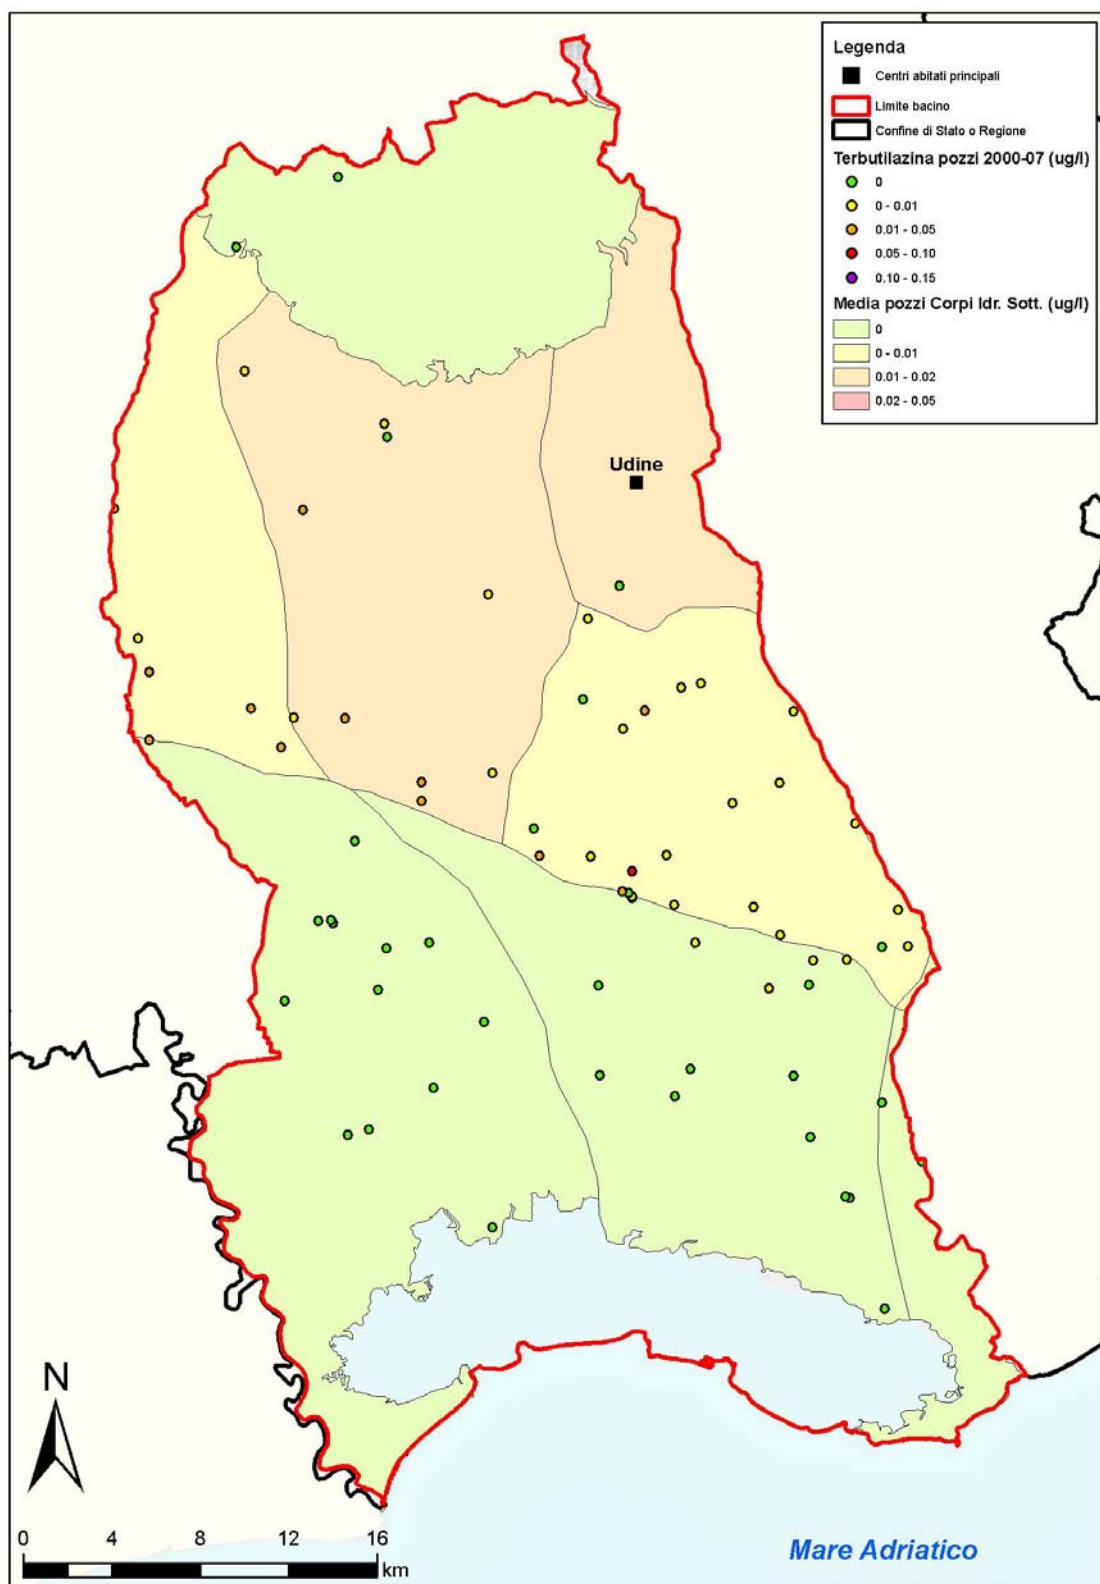 Legenda
Centri abitati principali
Limite bacino
Confine di Stato o Regione
Terbutilazina pozzi 2000-07 (ug/l)
0
0 - 0.01
0.01 - 0.05
0.05 - 0.10
0.10 - 0.15
Media pozzi Corpi Idr. Sott. (ug/l)
0
0 - 0.01
0.01 - 0.02
0.02 - 0.05
Udine
N
0 4 8 12 16
km
Mare Adriatico